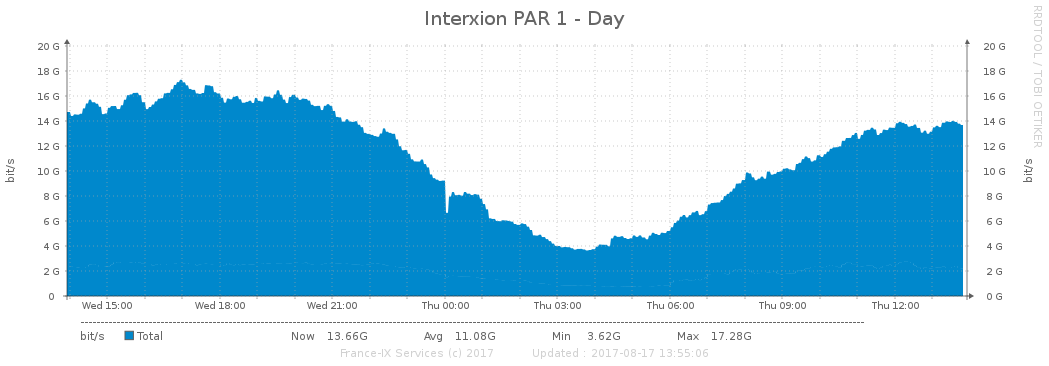 Interxion PAR 1 - Day
RRDTOOL / TOBI OETIKER
20 G 20 G
18 G 18 G
16 G 16 G
14 G 14 G
12 G 12 G
10 G 10 G
8 G 8 G
6 G 6 G
4 G 4 G
2 G 2 G
0 0 G
bit/s bit/s
Wed 15:00 Wed 18:00 Wed 21:00 Thu 00:00 Thu 03:00 Thu 06:00 Thu 09:00 Thu 12:00
bit/s Total Now 13.66G Avg 11.08G Min 3.62G Max 17.28G
France-IX Services (c) 2017 Updated : 2017-08-17 13:55:06